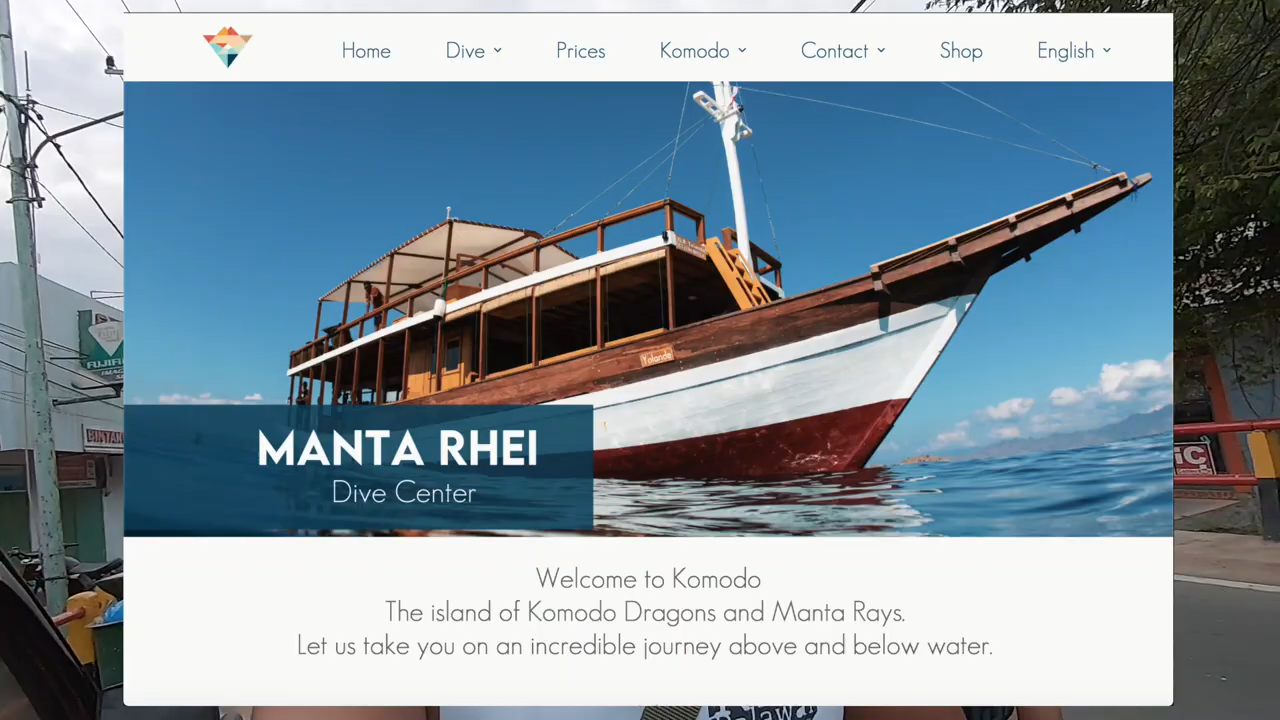 Home Dive Prices Komodo Contact Shop English
Yolande
MANTA RHEI
Dive Center
Welcome to Komodo
The island of Komodo Dragons and Manta Rays.
Let us take you on an incredible journey above and below water.